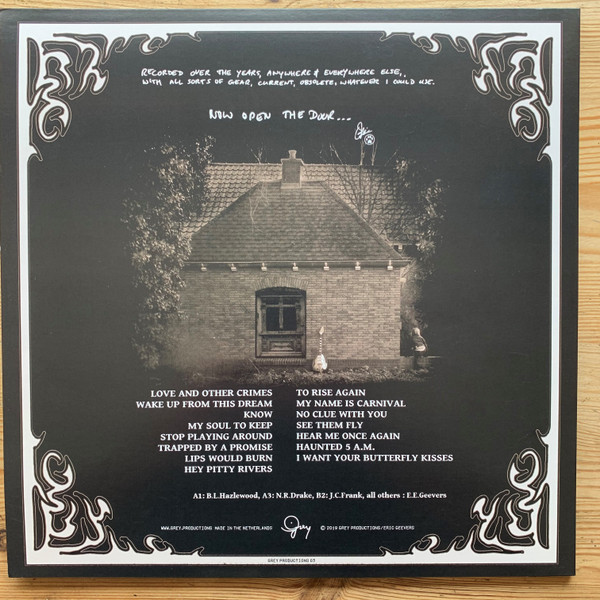 RECORDED OVER THE YEARS, ANYWHERE & EVERYWHERE ELSE,,
WITH ALL SORTS OF GEAR, CURRENT, OBSOLETE, WHATEVER I COULD USE.
NOW OPEN THE DOOR...
LOVE AND OTHER CRIMES
WAKE UP FROM THIS DREAM
KNOW
MY SOUL TO KEEP
STOP PLAYING AROUND
TRAPPED BY A PROMISE
LIPS WOULD BURN
HEY PITTY RIVERS
TO RISE AGAIN
MY NAME IS CARNIVAL
NO CLUE WITH YOU
SEE THEM FLY
HEAR ME ONCE AGAIN
HAUNTED 5 A.M.
I WANT YOUR BUTTERFLY KISSES
A1: B.L.Hazlewood, A3: N.R.Drake, B2: J.C.Frank, all others : E.E.Geevers
WWW.GREY.PRODUCTIONS MADE IN THE NETHERLANDS
grey
© 2019 GREY PRODUCTIONS/ERIC GEEVERS
GREY PRODUCTIONS 07